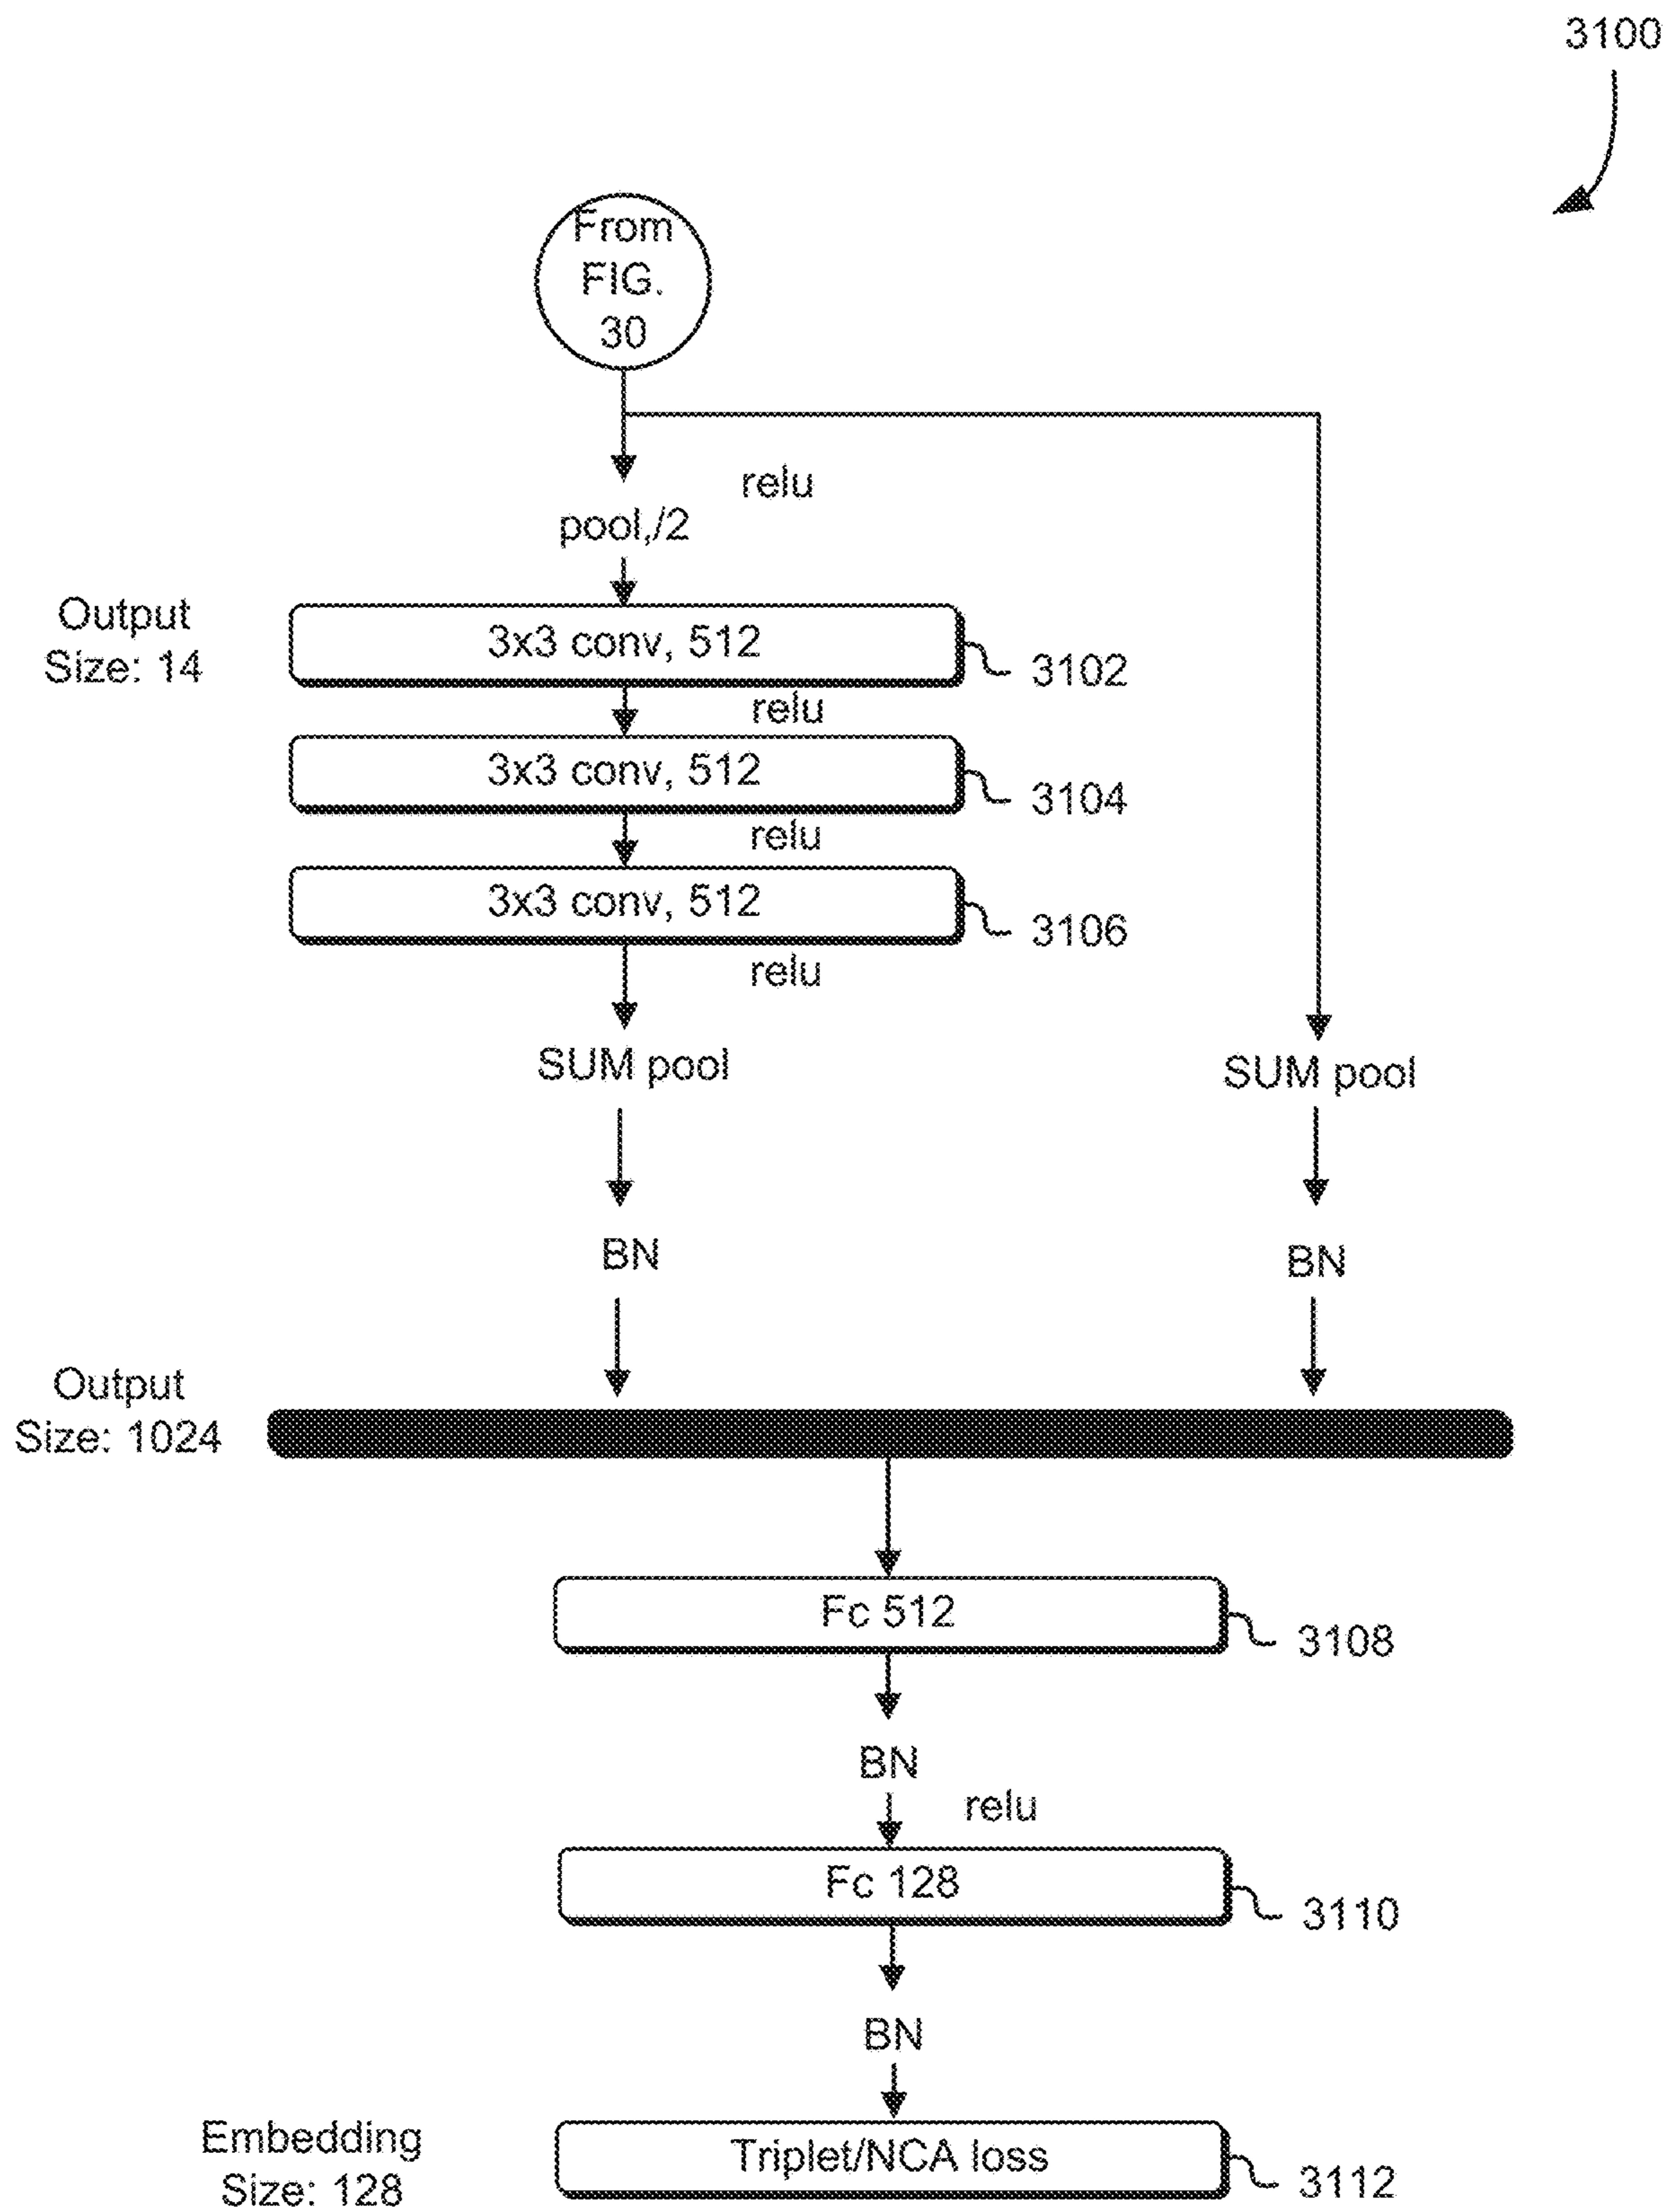 3100
From
FIG.
30
relu
pool,/2
Output
Size: 14
3x3 conv, 512
3102
relu
3x3 conv, 512
3104
relu
3x3 conv, 512
3106
relu
SUM pool
SUM pool
BN
BN
Output
Size: 1024
Fc 512
3108
BN
relu
Fc 128
3110
BN
Embedding
Size: 128
Triplet/NCA loss
3112